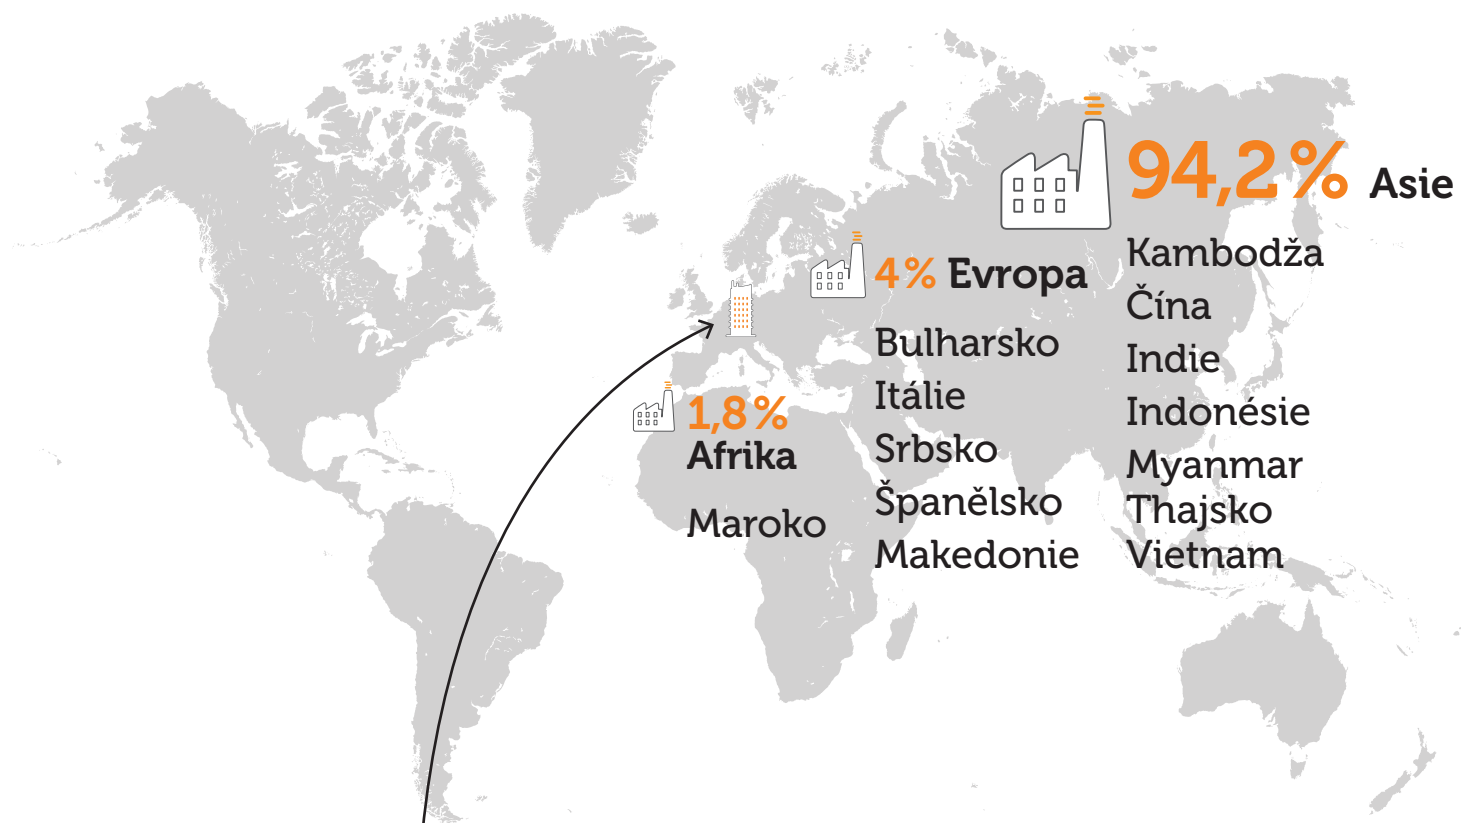 94,2 % Asie
Kambodža
Čína
Indie
Indonésie
Myanmar
Thajsko
Vietnam
4 % Evropa
Bulharsko
Itálie
Srbsko
Španělsko
Makedonie
1,8 %
Afrika
Maroko